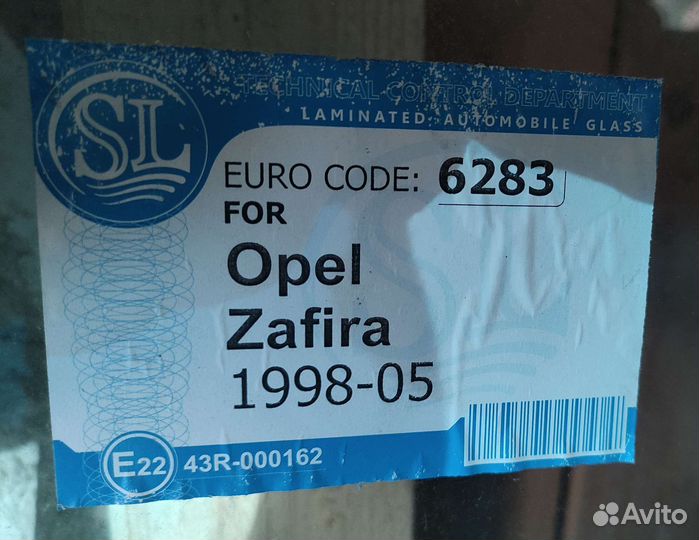 SL
TECHNICAL CONTROL DEPARTMENT
LAMINATED AUTOMOBILE GLASS
EURO CODE: 6283
FOR
Opel
Zafira
1998-05
E22 43R-000162
Avito